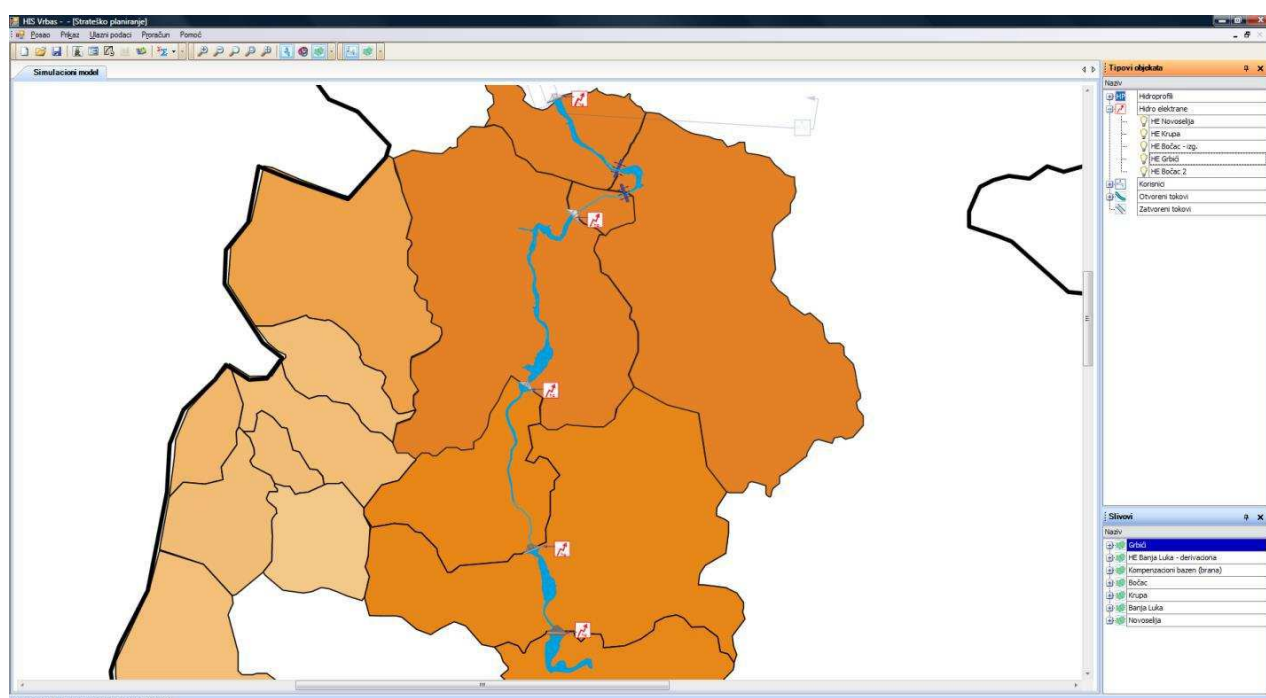 HIS Vrbas - - [Strateško planiranje]
Posao Prikaz Ulazni podaci Proračun Pomoć
Simulacioni model
Tipovi objekata
Naziv
HP Hidroprofili
Hidro elektrane
HE Novoselija
HE Krupa
HE Bočac - izg.
HE Grbići
HE Bočac 2
Korisnici
Otvoreni tokovi
Zatvoreni tokovi
Slivovi
Naziv
Grbići
HE Banja Luka - derivaciona
Kompenzacioni bazen (brana)
Bočac
Krupa
Banja Luka
Novoselija